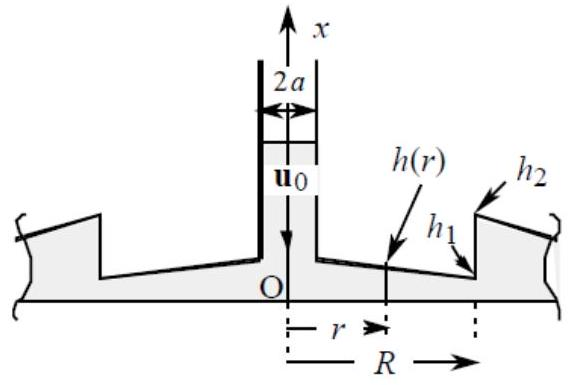 x
2a
u₀
h(r)
h₂
h₁
O
r
R